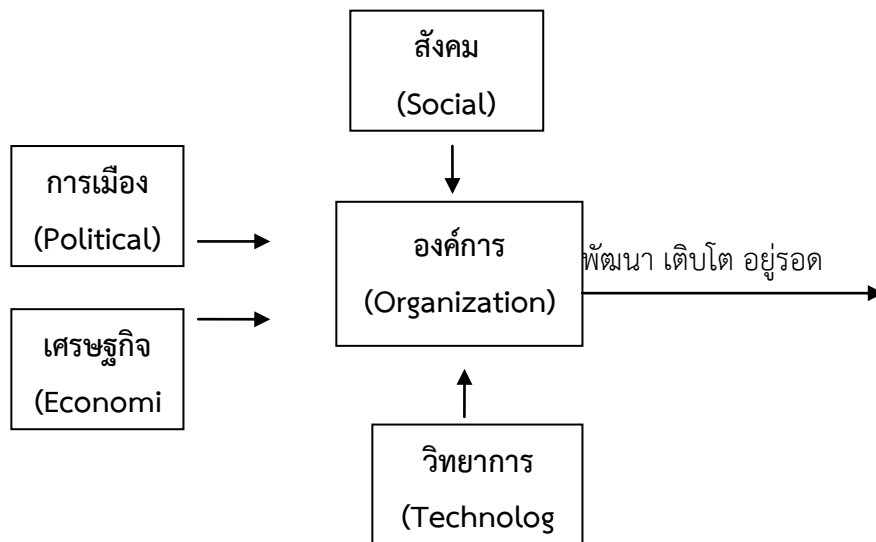 สังคม
(Social)
การเมือง
(Political)
องค์การ
(Organization)
พัฒนา เติบโต อยู่รอด
เศรษฐกิจ
(Economi
วิทยาการ
(Technolog